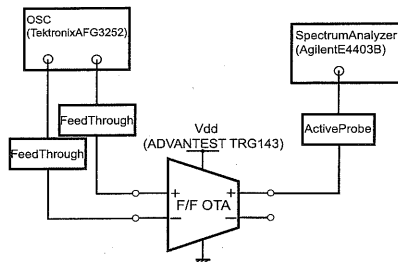 OSC
(TektronixAFG3252)
SpectrumAnalyzer
(AgilentE4403B)
FeedThrough
FeedThrough
Vdd
(ADVANTEST TRG143)
ActiveProbe
+
+
F/F OTA
−
−